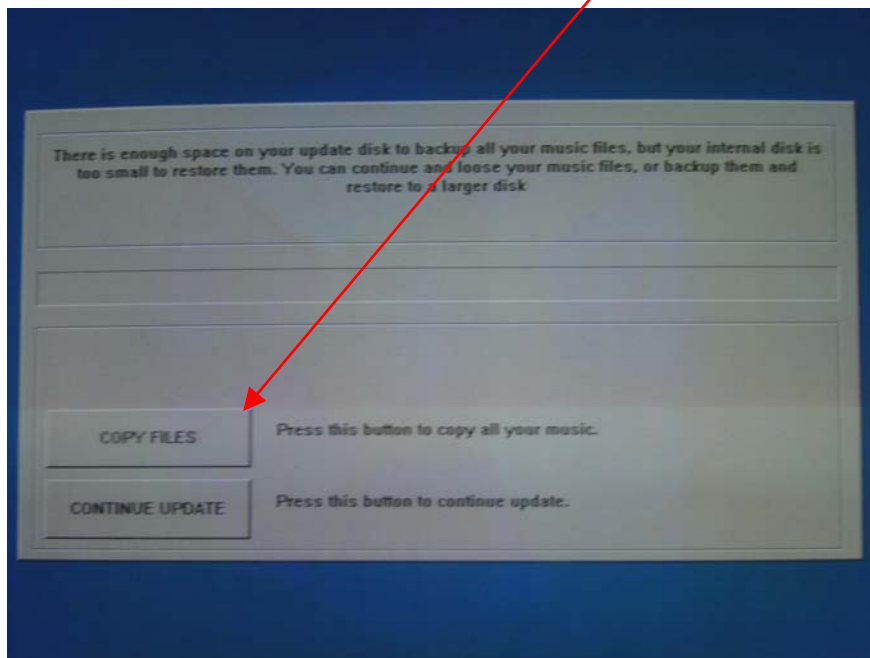 There is enough space on your update disk to backup all your music files, but your internal disk is
too small to restore them. You can continue and loose your music files, or backup them and
restore to a larger disk
COPY FILES
Press this button to copy all your music.
CONTINUE UPDATE
Press this button to continue update.